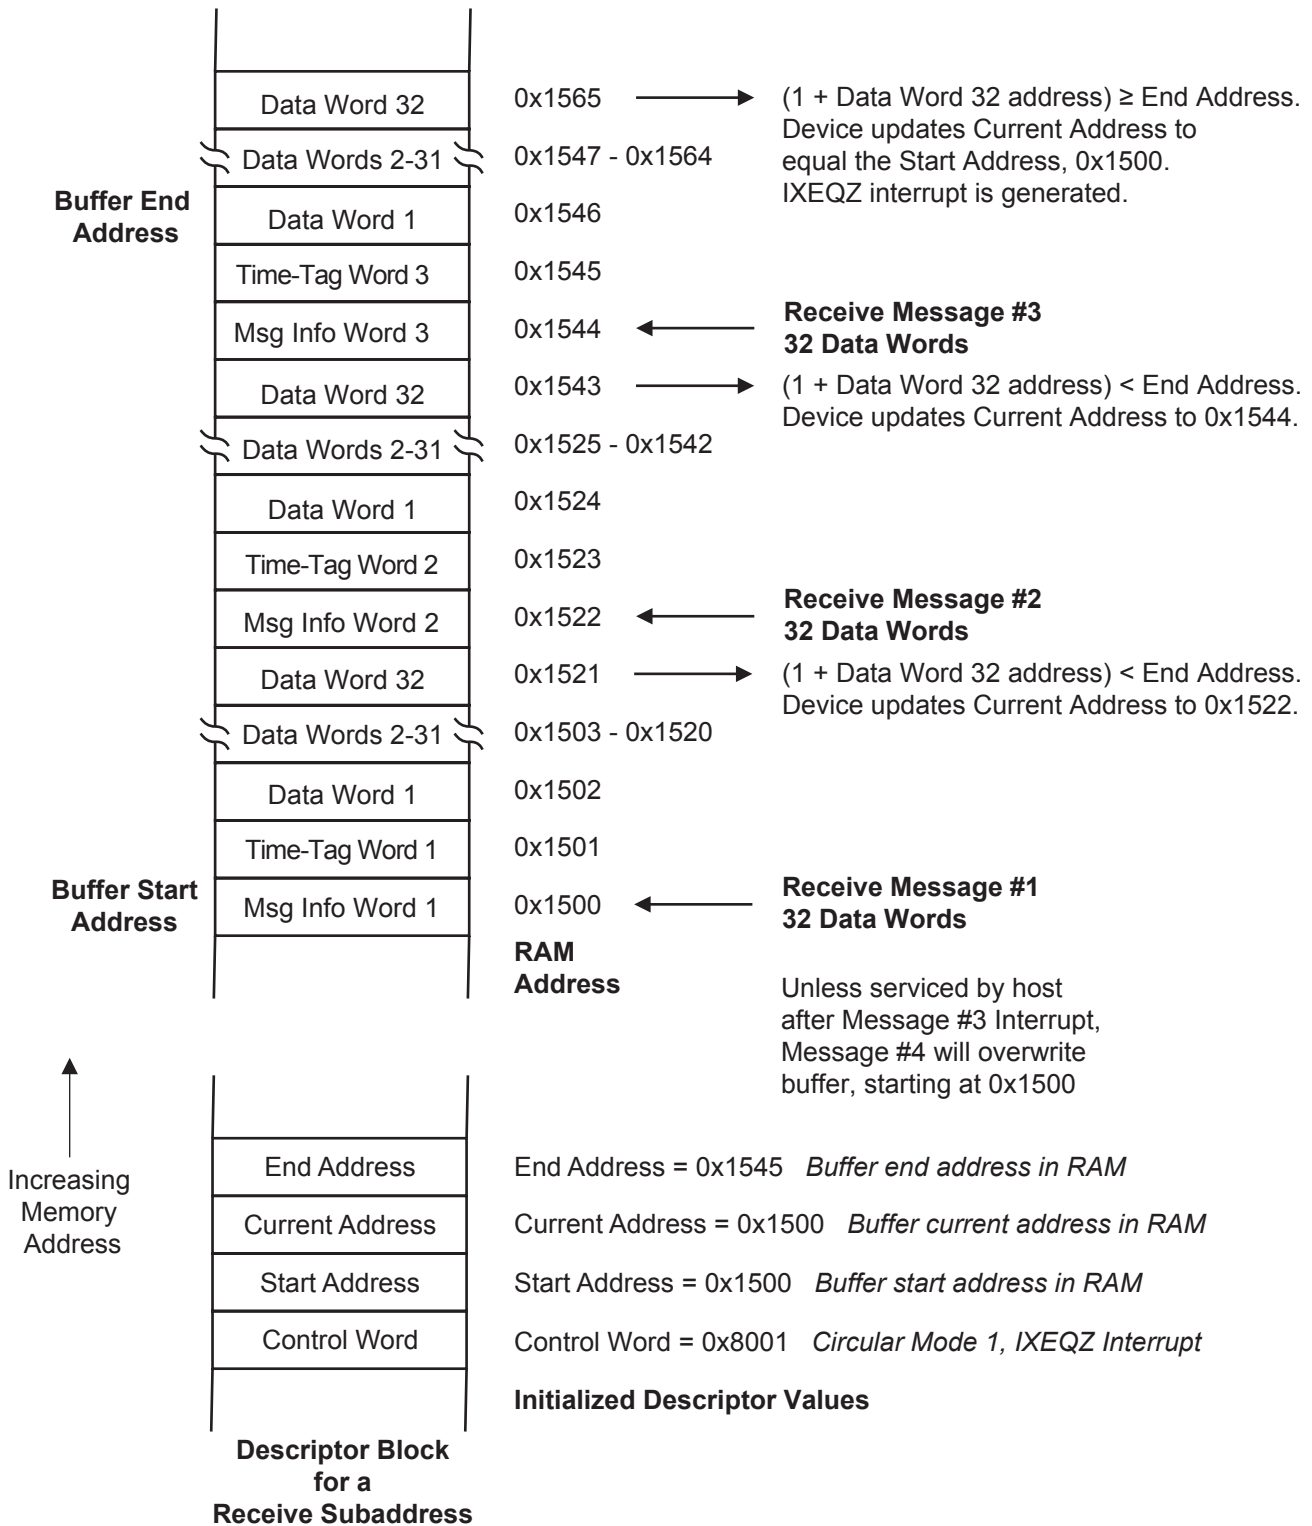 Data Word 32
0x1565
(1 + Data Word 32 address) ≥ End Address.
Device updates Current Address to
equal the Start Address, 0x1500.
IXEQZ interrupt is generated.
Data Words 2-31
0x1547 - 0x1564
Buffer End
Address
Data Word 1
0x1546
Time-Tag Word 3
0x1545
Msg Info Word 3
0x1544
Receive Message #3
32 Data Words
Data Word 32
0x1543
(1 + Data Word 32 address) < End Address.
Device updates Current Address to 0x1544.
Data Words 2-31
0x1525 - 0x1542
Data Word 1
0x1524
Time-Tag Word 2
0x1523
Msg Info Word 2
0x1522
Receive Message #2
32 Data Words
Data Word 32
0x1521
(1 + Data Word 32 address) < End Address.
Device updates Current Address to 0x1522.
Data Words 2-31
0x1503 - 0x1520
Data Word 1
0x1502
Time-Tag Word 1
0x1501
Buffer Start
Address
Msg Info Word 1
0x1500
Receive Message #1
32 Data Words
RAM
Address
Unless serviced by host
after Message #3 Interrupt,
Message #4 will overwrite
buffer, starting at 0x1500
Increasing
Memory
Address
End Address
End Address = 0x1545 Buffer end address in RAM
Current Address
Current Address = 0x1500 Buffer current address in RAM
Start Address
Start Address = 0x1500 Buffer start address in RAM
Control Word
Control Word = 0x8001 Circular Mode 1, IXEQZ Interrupt
Initialized Descriptor Values
Descriptor Block
for a
Receive Subaddress